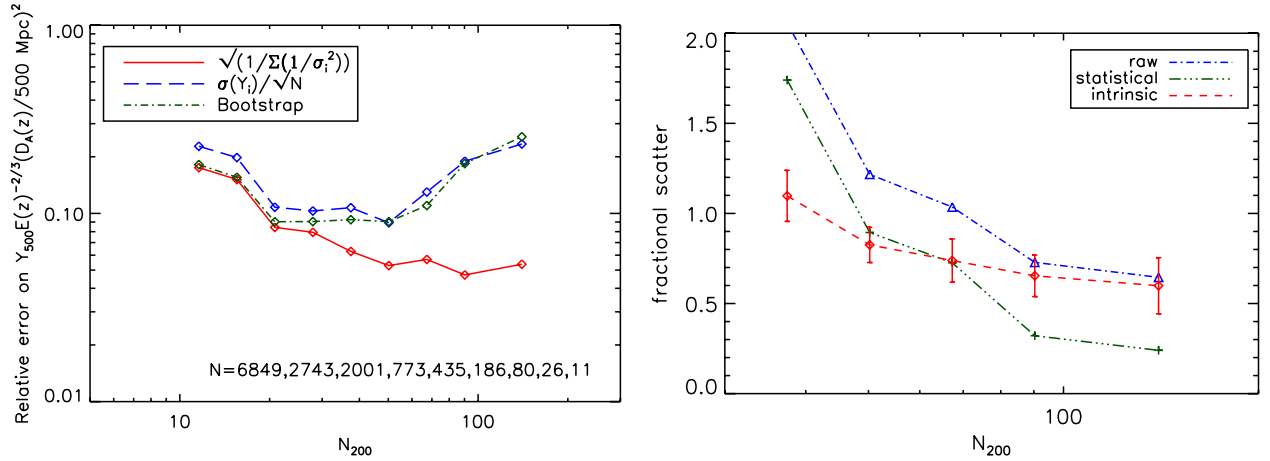 Relative error on Y₅₀₀E(z)⁻²/³(D_A(z)/500 Mpc)²
1.00
0.10
0.01
√(1/Σ(1/σᵢ²))
σ(Yᵢ)/√N
Bootstrap
N=6849,2743,2001,773,435,186,80,26,11
10
100
N₂₀₀
fractional scatter
2.0
1.5
1.0
0.5
0.0
raw
statistical
intrinsic
100
N₂₀₀